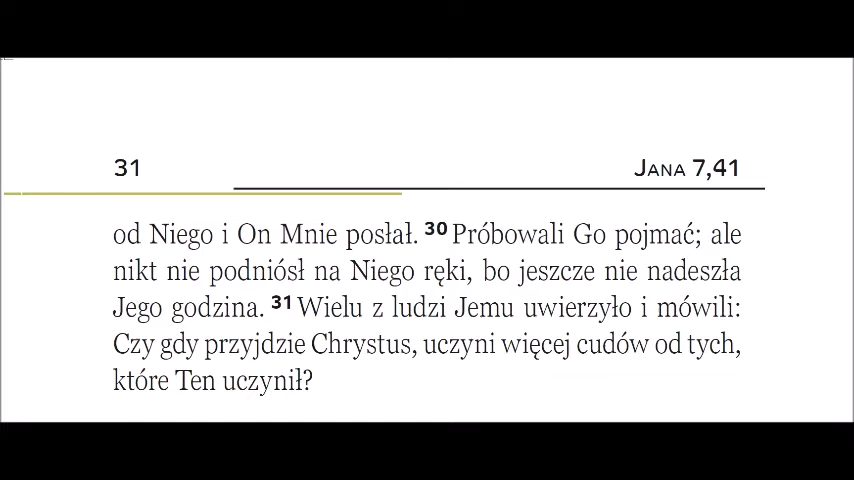 31
Jana 7,41
od Niego i On Mnie posłał. 30 Próbowali Go pojmać; ale
nikt nie podniósł na Niego ręki, bo jeszcze nie nadeszła
Jego godzina. 31 Wielu z ludzi Jemu uwierzyło i mówili:
Czy gdy przyjdzie Chrystus, uczyni więcej cudów od tych,
które Ten uczynił?